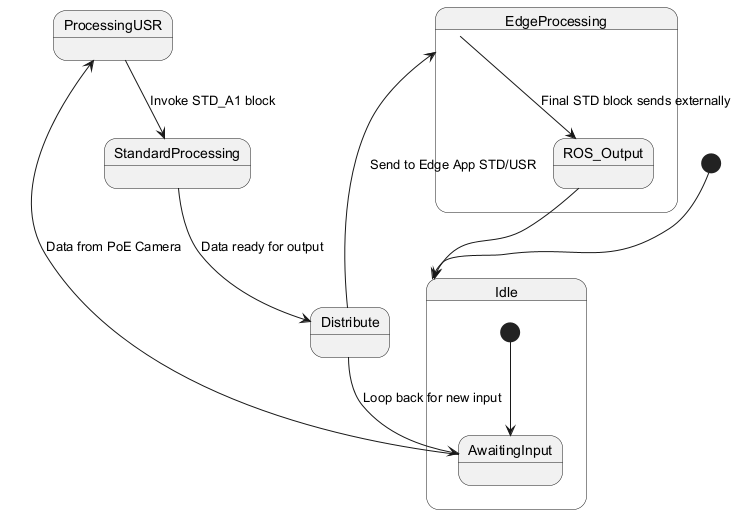 ProcessingUSR
EdgeProcessing
Invoke STD_A1 block
Final STD block sends externally
StandardProcessing
ROS_Output
Send to Edge App STD/USR
Data from PoE Camera
Data ready for output
Idle
Distribute
Loop back for new input
AwaitingInput